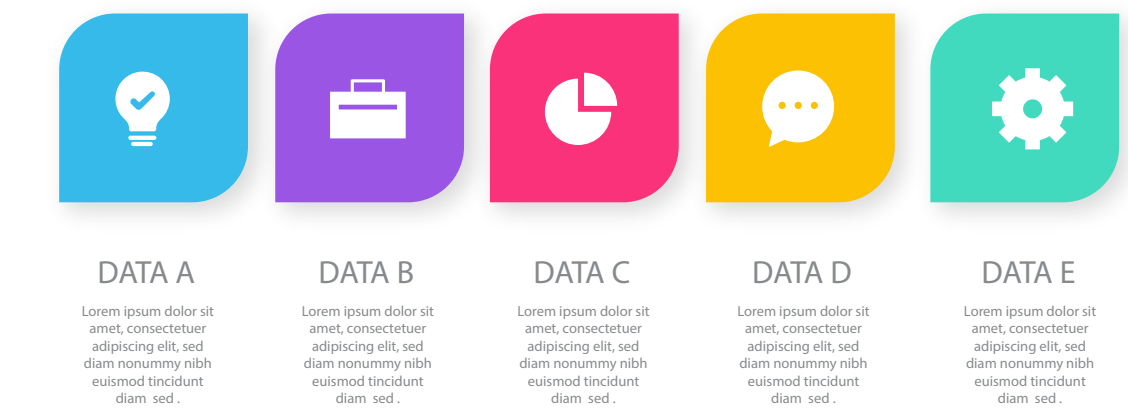 DATA A
Lorem ipsum dolor sit
amet, consectetuer
adipiscing elit, sed
diam nonummy nibh
euismod tincidunt
diam  sed .
DATA B
Lorem ipsum dolor sit
amet, consectetuer
adipiscing elit, sed
diam nonummy nibh
euismod tincidunt
diam  sed .
DATA C
Lorem ipsum dolor sit
amet, consectetuer
adipiscing elit, sed
diam nonummy nibh
euismod tincidunt
diam  sed .
DATA D
Lorem ipsum dolor sit
amet, consectetuer
adipiscing elit, sed
diam nonummy nibh
euismod tincidunt
diam  sed .
DATA E
Lorem ipsum dolor sit
amet, consectetuer
adipiscing elit, sed
diam nonummy nibh
euismod tincidunt
diam  sed .